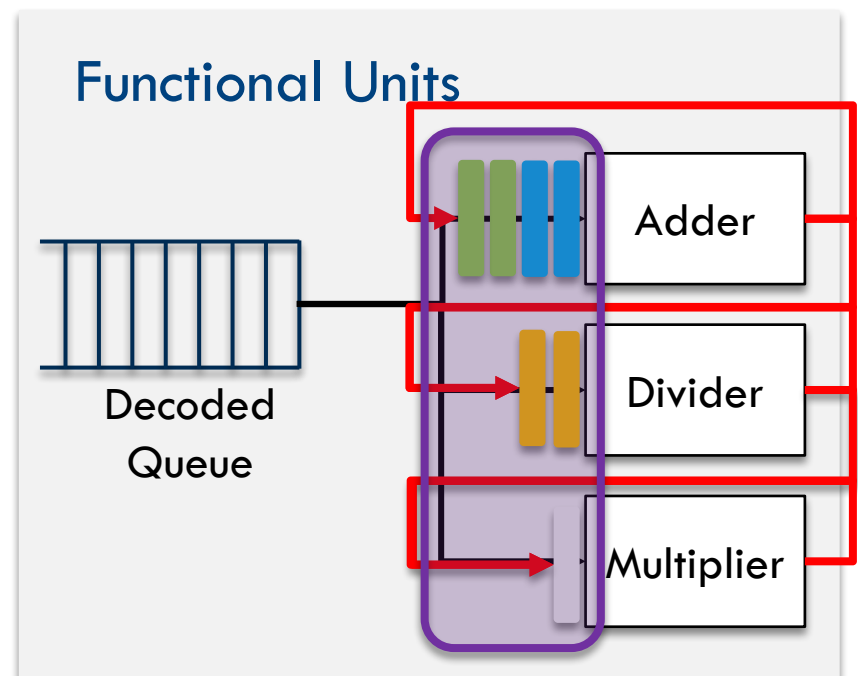 Functional Units
Adder
Divider
Decoded
Queue
Multiplier